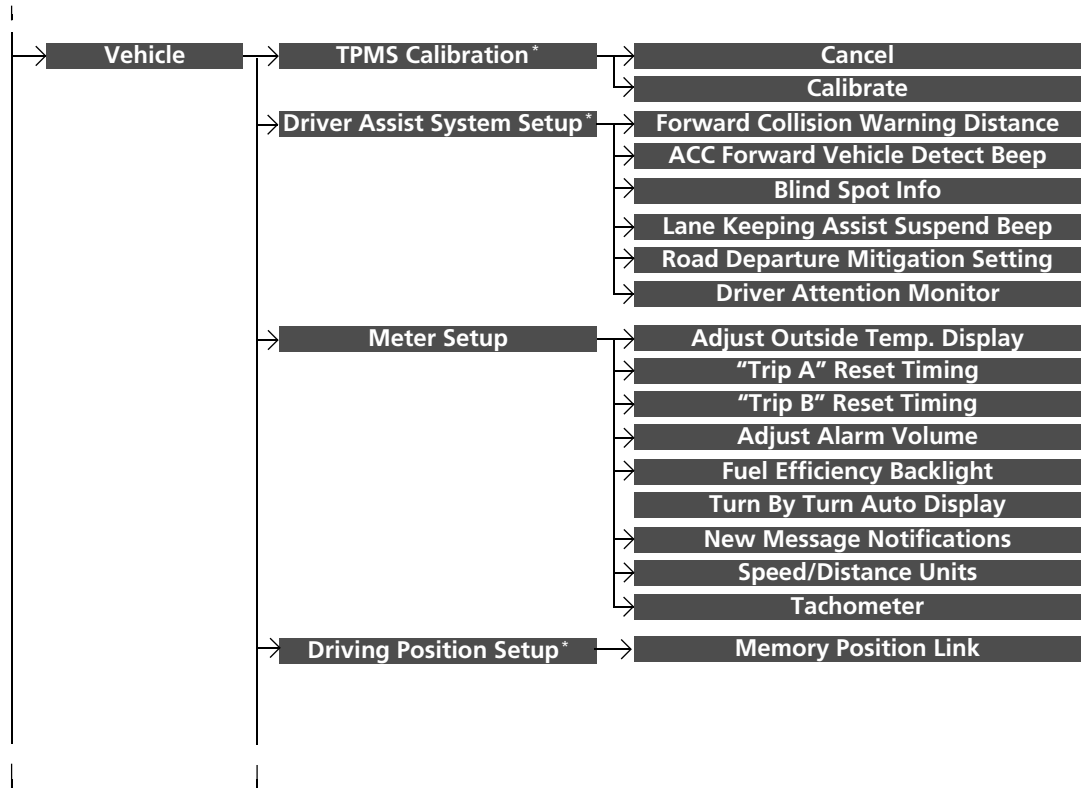 Vehicle
TPMS Calibration*
Cancel
Calibrate
Driver Assist System Setup*
Forward Collision Warning Distance
ACC Forward Vehicle Detect Beep
Blind Spot Info
Lane Keeping Assist Suspend Beep
Road Departure Mitigation Setting
Driver Attention Monitor
Meter Setup
Adjust Outside Temp. Display
“Trip A” Reset Timing
“Trip B” Reset Timing
Adjust Alarm Volume
Fuel Efficiency Backlight
Turn By Turn Auto Display
New Message Notifications
Speed/Distance Units
Tachometer
Driving Position Setup*
Memory Position Link